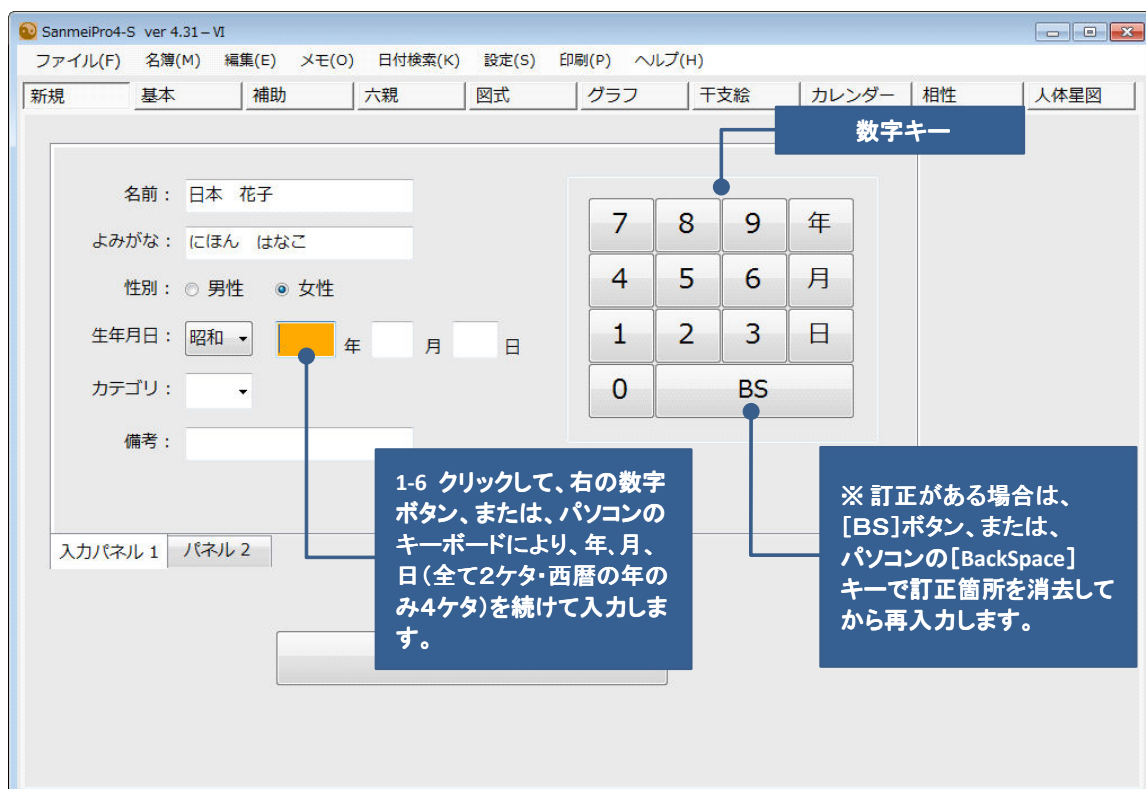 SanmeiPro4-S ver 4.31－Ⅵ
ファイル(F) 名簿(M) 編集(E) メモ(O) 日付検索(K) 設定(S) 印刷(P) ヘルプ(H)
新規 基本 補助 六親 図式 グラフ 干支絵 カレンダー 相性 人体星図
数字キー
名前： 日本　花子
よみがな： にほん　はなこ
性別： 男性 女性
生年月日： 昭和 年 月 日
カテゴリ：
備考：
7 8 9 年
4 5 6 月
1 2 3 日
0 BS
1-6 クリックして、右の数字
ボタン、または、パソコンの
キーボードにより、年、月、
日（全て２ケタ・西暦の年の
み４ケタ）を続けて入力しま
す。
※ 訂正がある場合は、
［ＢＳ］ボタン、または、
パソコンの［BackSpace］
キーで訂正箇所を消去して
から再入力します。
入力パネル 1 パネル 2